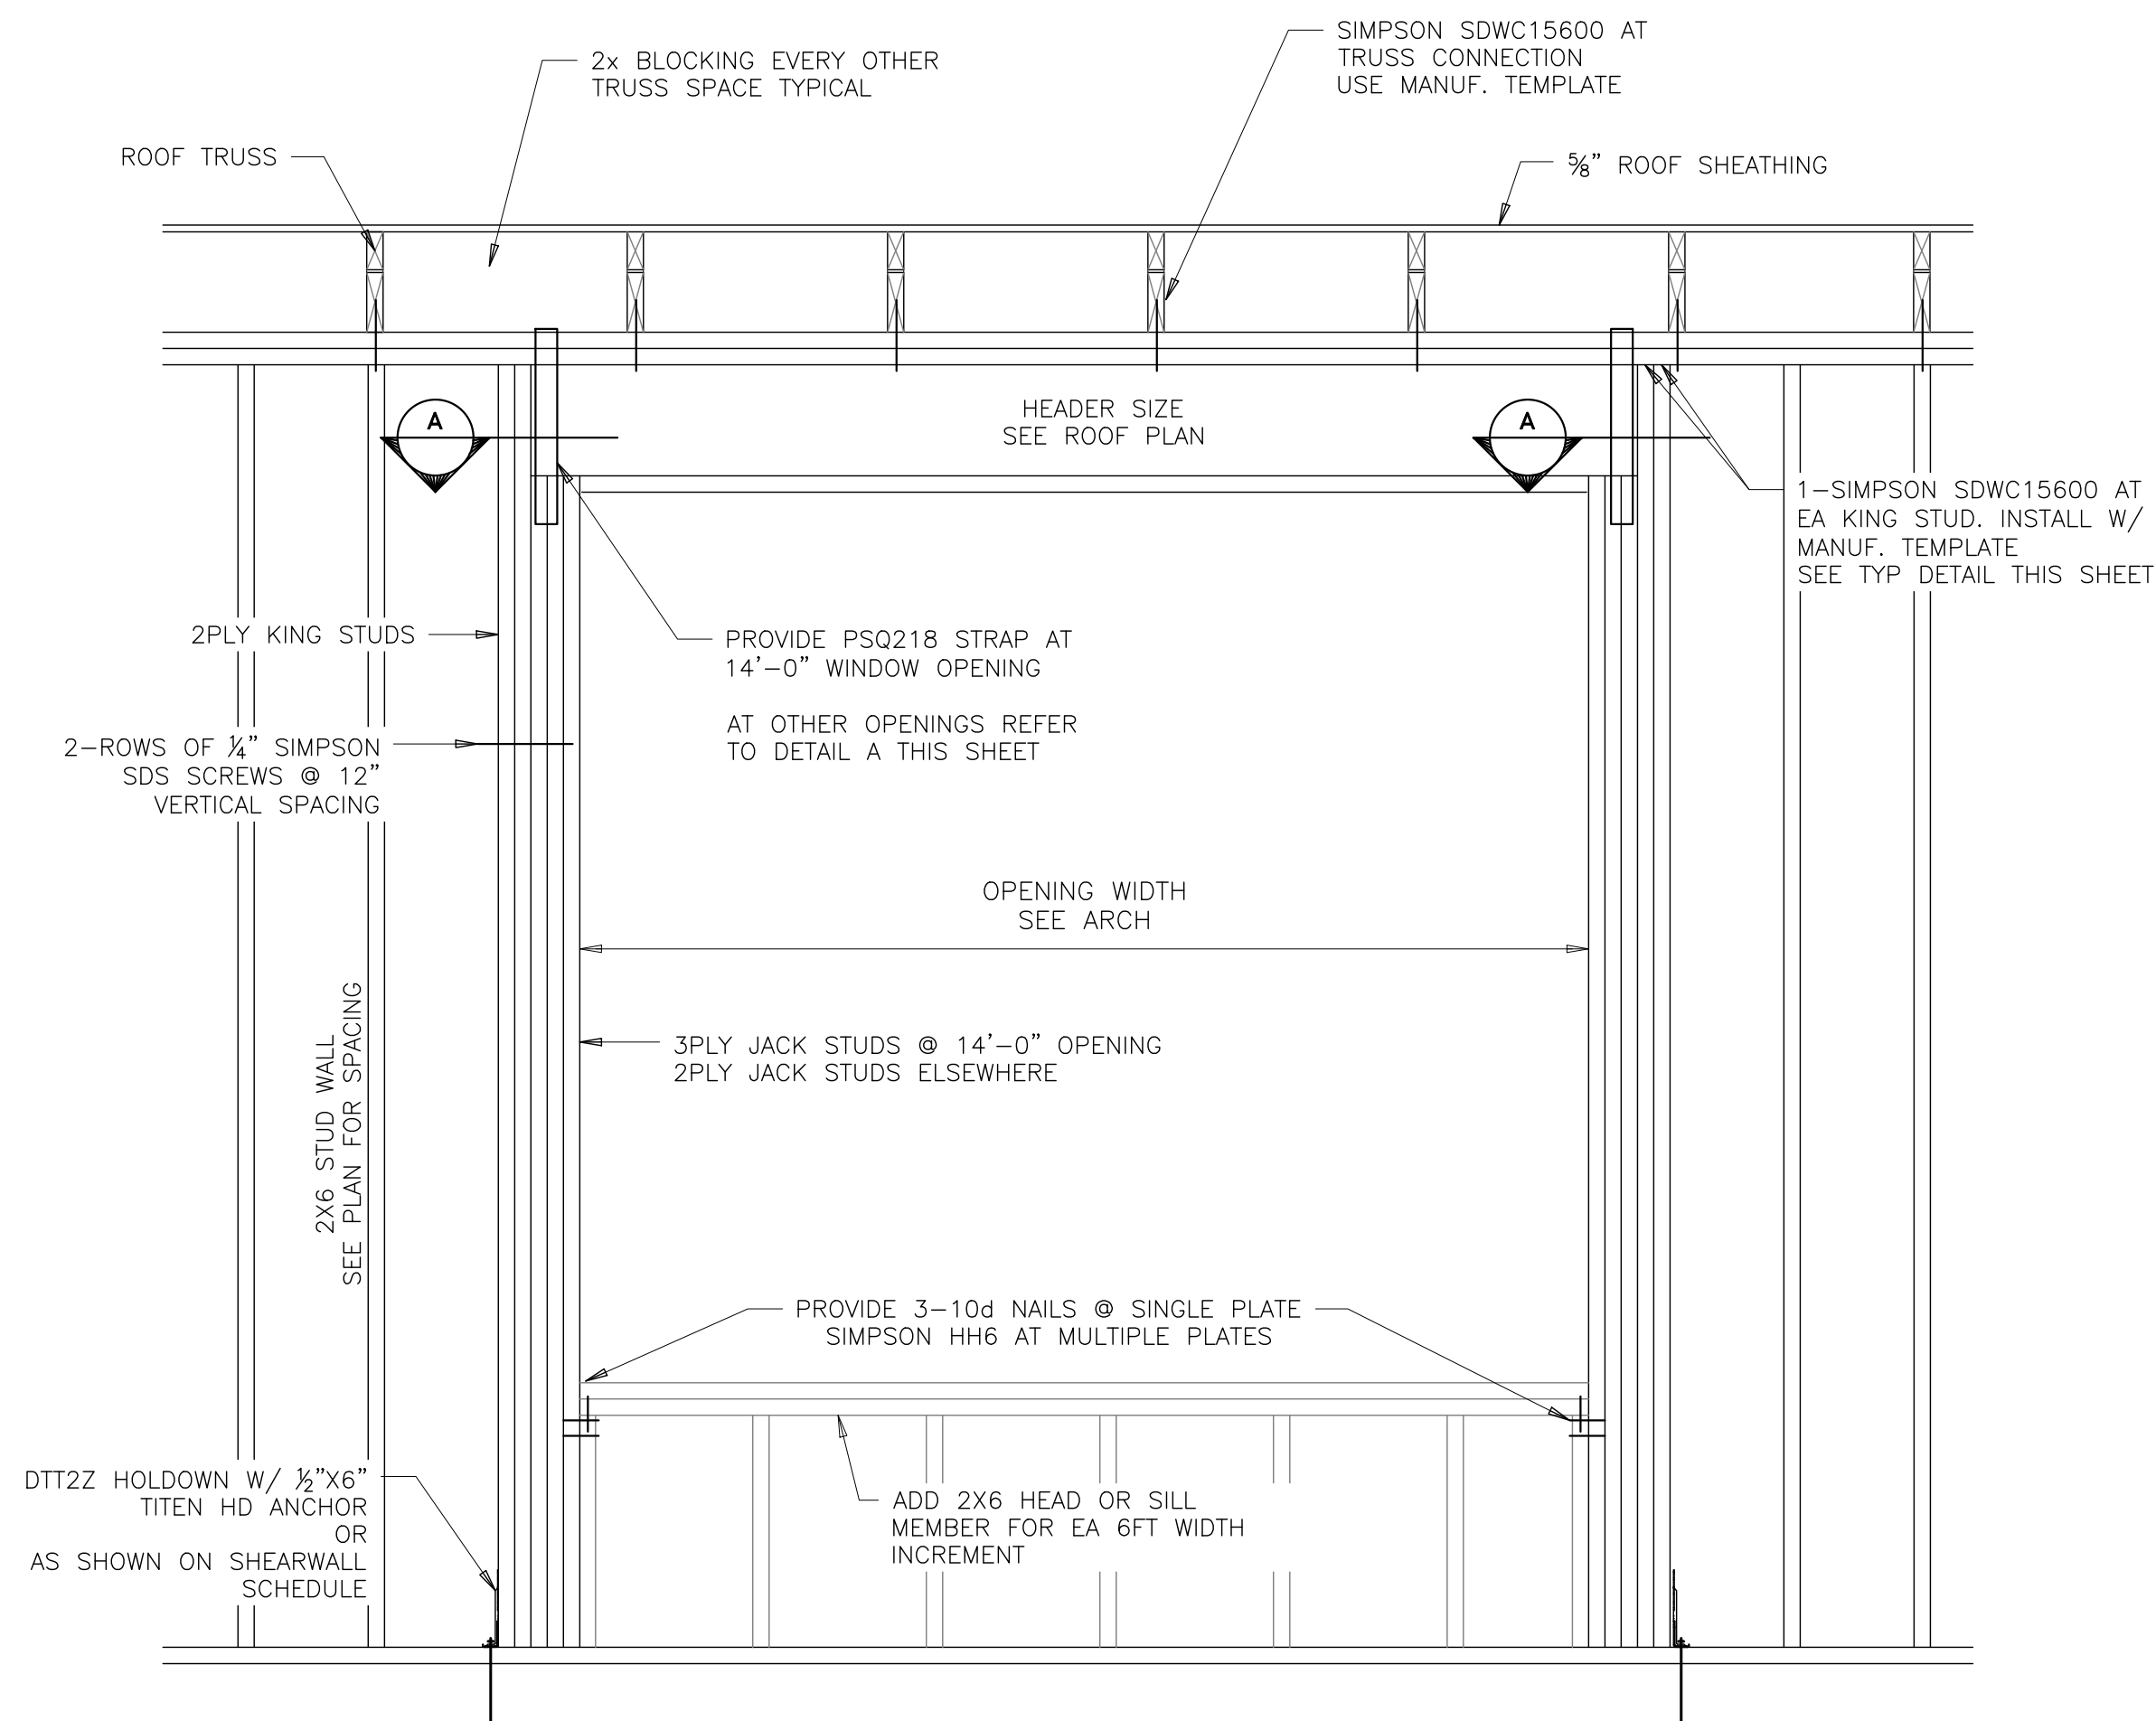 SIMPSON SDWC15600 AT
TRUSS CONNECTION
USE MANUF. TEMPLATE
2x BLOCKING EVERY OTHER
TRUSS SPACE TYPICAL
ROOF TRUSS
⅝" ROOF SHEATHING
HEADER SIZE
SEE ROOF PLAN
A
A
1-SIMPSON SDWC15600 AT
EA KING STUD. INSTALL W/
MANUF. TEMPLATE
SEE TYP DETAIL THIS SHEET
2PLY KING STUDS
PROVIDE PSQ218 STRAP AT
14'-0" WINDOW OPENING
AT OTHER OPENINGS REFER
TO DETAIL A THIS SHEET
2-ROWS OF ¼" SIMPSON
SDS SCREWS @ 12"
VERTICAL SPACING
OPENING WIDTH
SEE ARCH
2X6 STUD WALL
SEE PLAN FOR SPACING
3PLY JACK STUDS @ 14'-0" OPENING
2PLY JACK STUDS ELSEWHERE
PROVIDE 3-10d NAILS @ SINGLE PLATE
SIMPSON HH6 AT MULTIPLE PLATES
DTT2Z HOLDOWN W/ ½"X6"
TITEN HD ANCHOR
OR
AS SHOWN ON SHEARWALL
SCHEDULE
ADD 2X6 HEAD OR SILL
MEMBER FOR EA 6FT WIDTH
INCREMENT